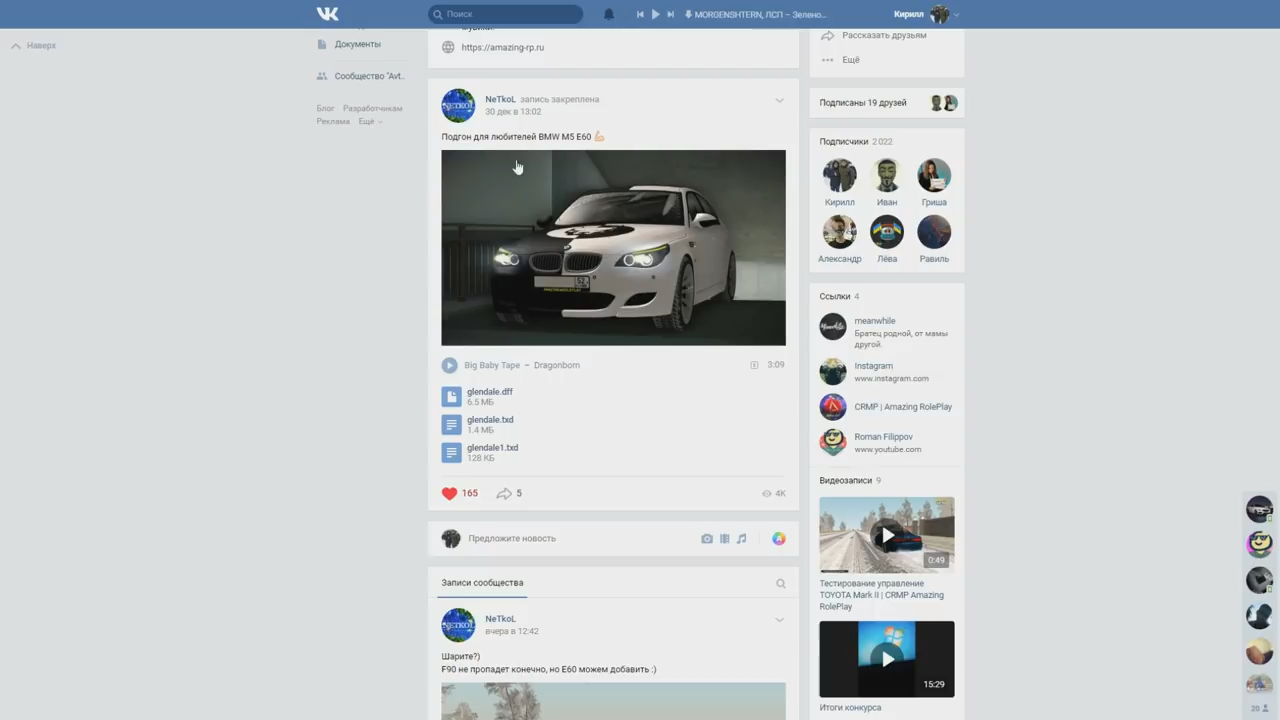 Поиск
MORGENSHTERN, ЛСП – Зелено...
Кирилл
Наверх
Документы
Сообщество "Avt..
Блог Разработчикам
Реклама Ещё
https://amazing-rp.ru
NeTkoL запись закреплена
30 дек в 13:02
Подгон для любителей BMW M5 E60
Big Baby Tape – Dragonborn
3:09
glendale.dff
6.5 МБ
glendale.txd
1.4 МБ
glendale1.txd
128 КБ
165
5
4K
Предложите новость
Записи сообщества
NeTkoL
вчера в 12:42
Шарите?)
F90 не пропадет конечно, но E60 можем добавить :)
Рассказать друзьям
Ещё
Подписаны 19 друзей
Подписчики 2 022
Кирилл
Иван
Гриша
Александр
Лёва
Равиль
Ссылки 4
meanwhile
Братец родной, от мамы
другой.
Instagram
www.instagram.com
CRMP | Amazing RolePlay
Roman Filippov
www.youtube.com
Видеозаписи 9
0:49
Тестирование управление
TOYOTA Mark II | CRMP Amazing
RolePlay
15:29
Итоги конкурса
20